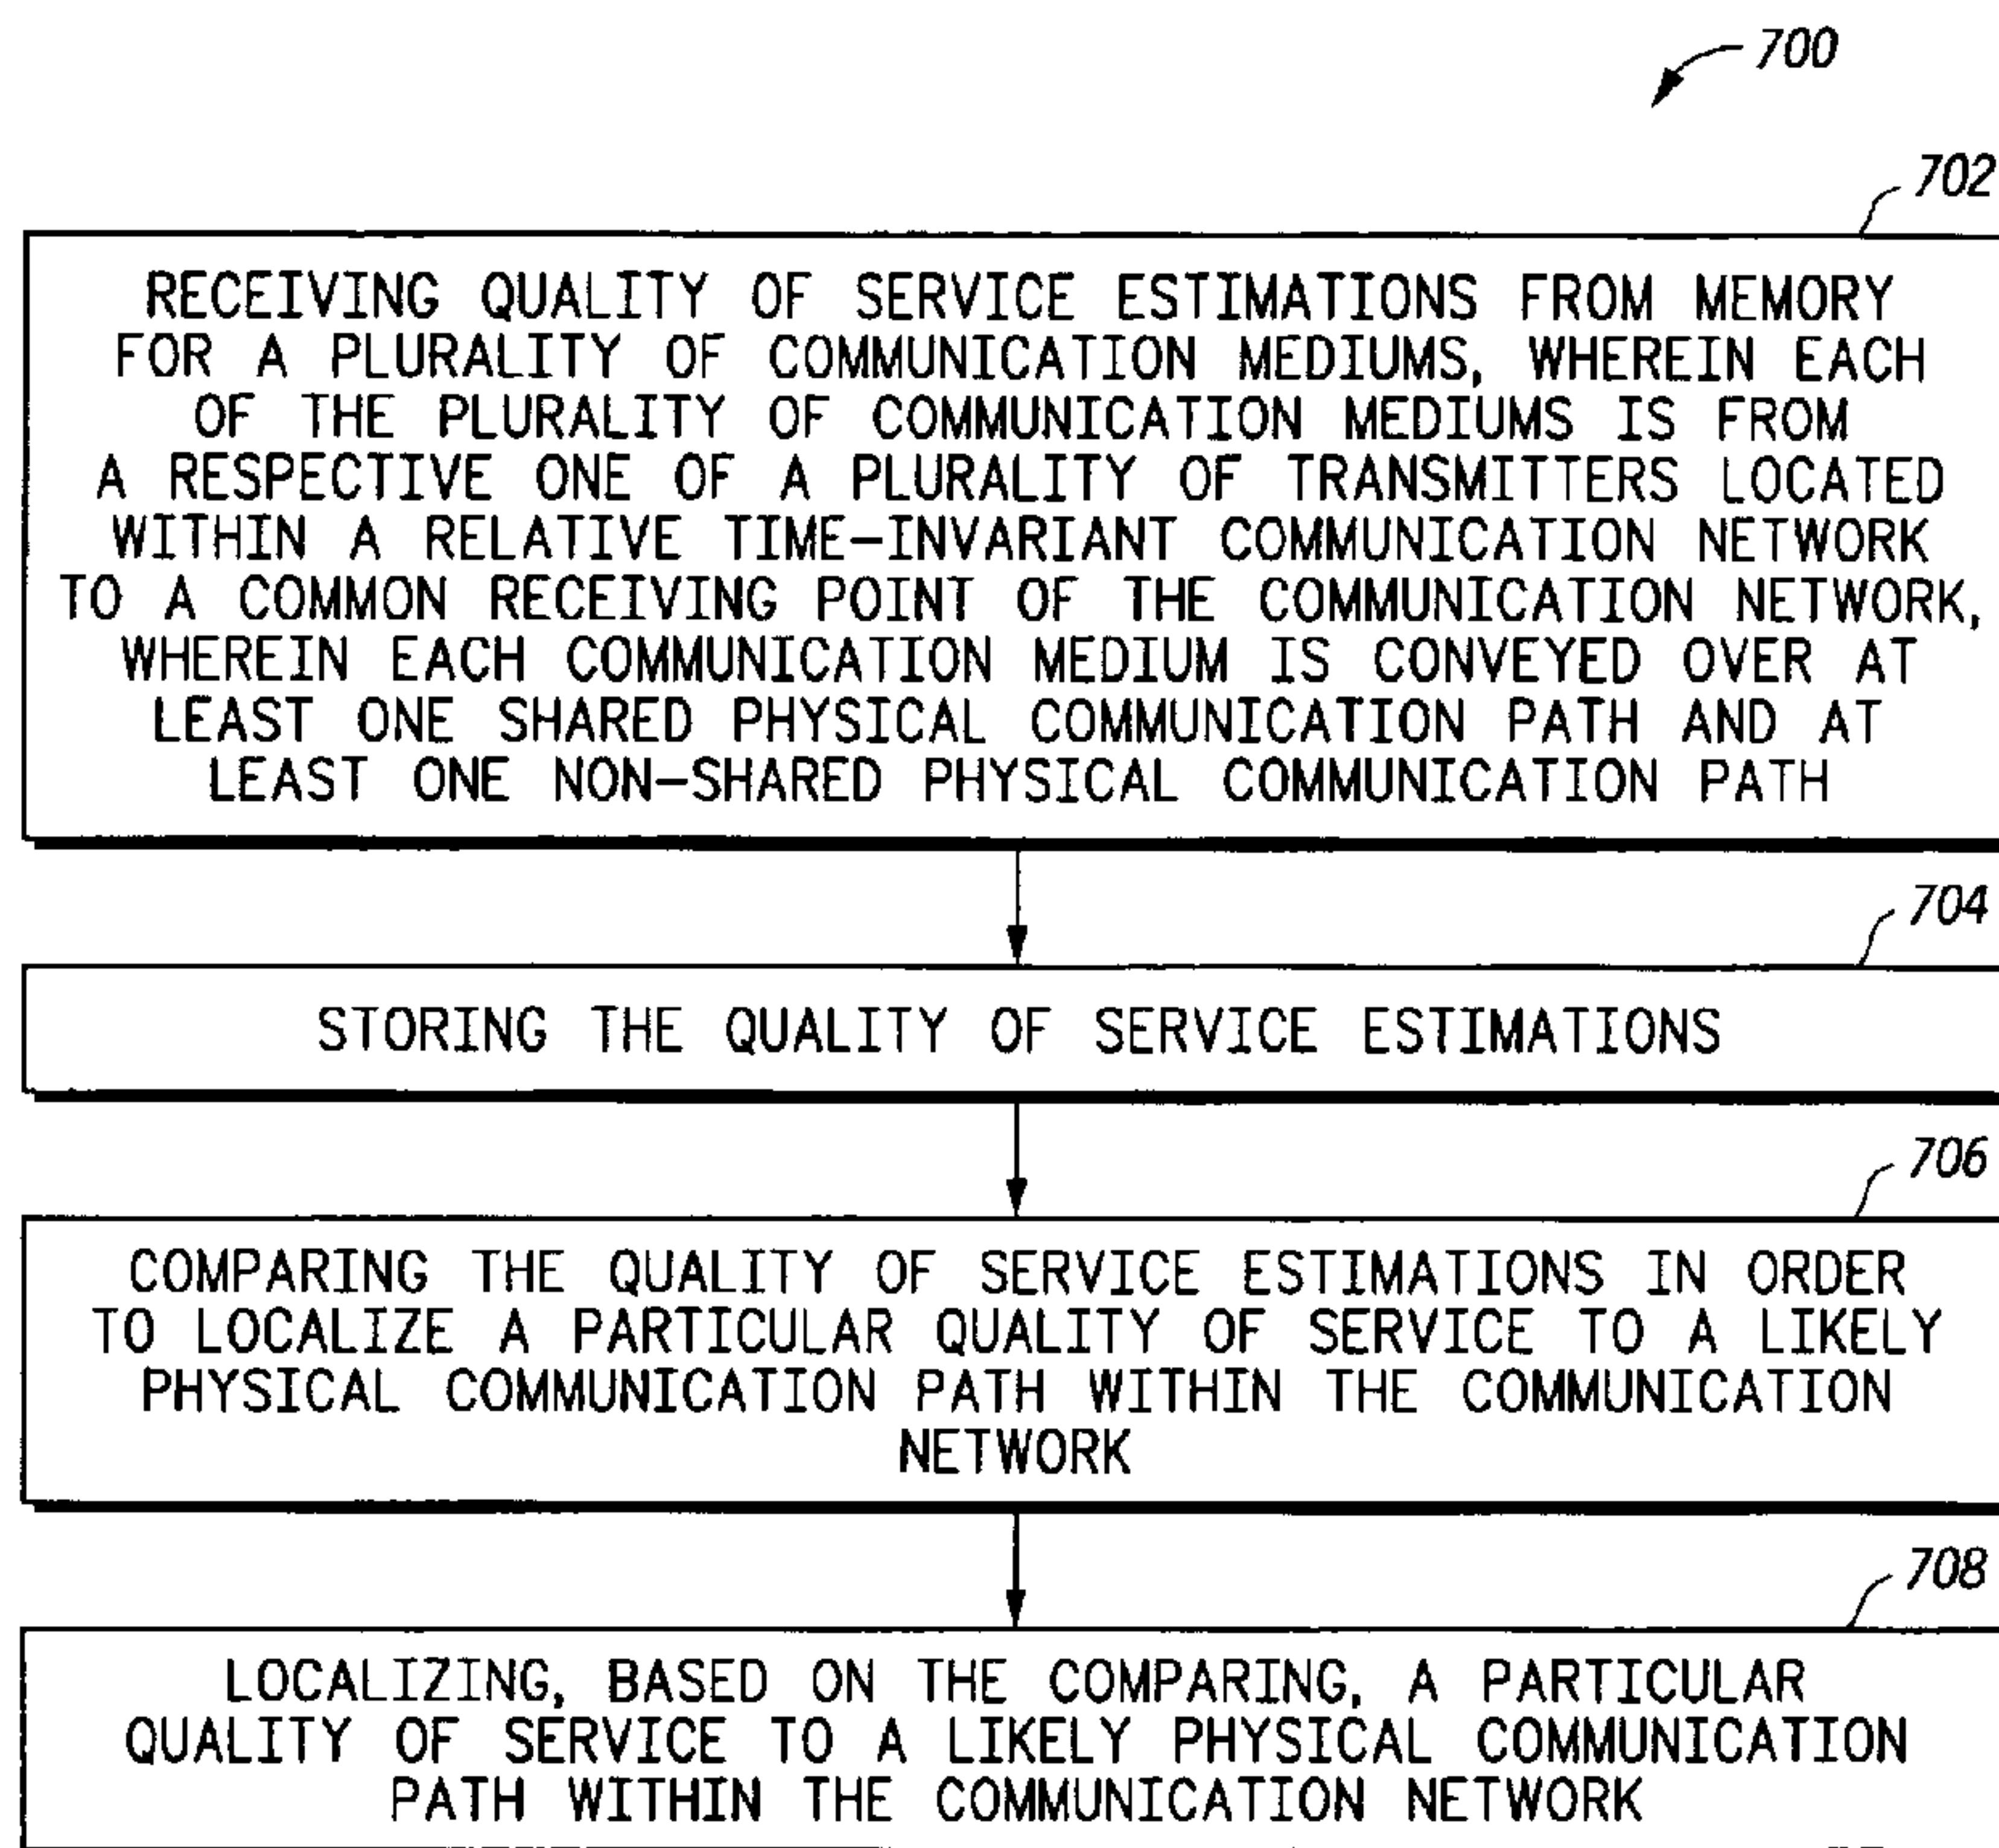 700
702
RECEIVING QUALITY OF SERVICE ESTIMATIONS FROM MEMORY
FOR A PLURALITY OF COMMUNICATION MEDIUMS, WHEREIN EACH
OF THE PLURALITY OF COMMUNICATION MEDIUMS IS FROM
A RESPECTIVE ONE OF A PLURALITY OF TRANSMITTERS LOCATED
WITHIN A RELATIVE TIME-INVARIANT COMMUNICATION NETWORK
TO A COMMON RECEIVING POINT OF THE COMMUNICATION NETWORK,
WHEREIN EACH COMMUNICATION MEDIUM IS CONVEYED OVER AT
LEAST ONE SHARED PHYSICAL COMMUNICATION PATH AND AT
LEAST ONE NON-SHARED PHYSICAL COMMUNICATION PATH
704
STORING THE QUALITY OF SERVICE ESTIMATIONS
706
COMPARING THE QUALITY OF SERVICE ESTIMATIONS IN ORDER
TO LOCALIZE A PARTICULAR QUALITY OF SERVICE TO A LIKELY
PHYSICAL COMMUNICATION PATH WITHIN THE COMMUNICATION
NETWORK
708
LOCALIZING, BASED ON THE COMPARING, A PARTICULAR
QUALITY OF SERVICE TO A LIKELY PHYSICAL COMMUNICATION
PATH WITHIN THE COMMUNICATION NETWORK